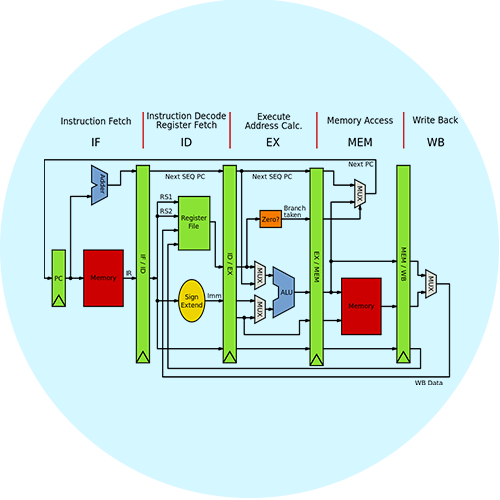 Instruction Fetch
IF
Instruction Decode
Register Fetch
ID
Execute
Address Calc.
EX
Memory Access
MEM
Write Back
WB
Next PC
Next SEQ PC
Next SEQ PC
Adder
RS1
RS2
Register
File
Branch
taken
Zero?
MUX
MUX
MUX
MUX
ALU
PC
Memory
IR
IF / ID
ID / EX
EX / MEM
MEM / WB
Sign
Extend
Imm
Memory
WB Data